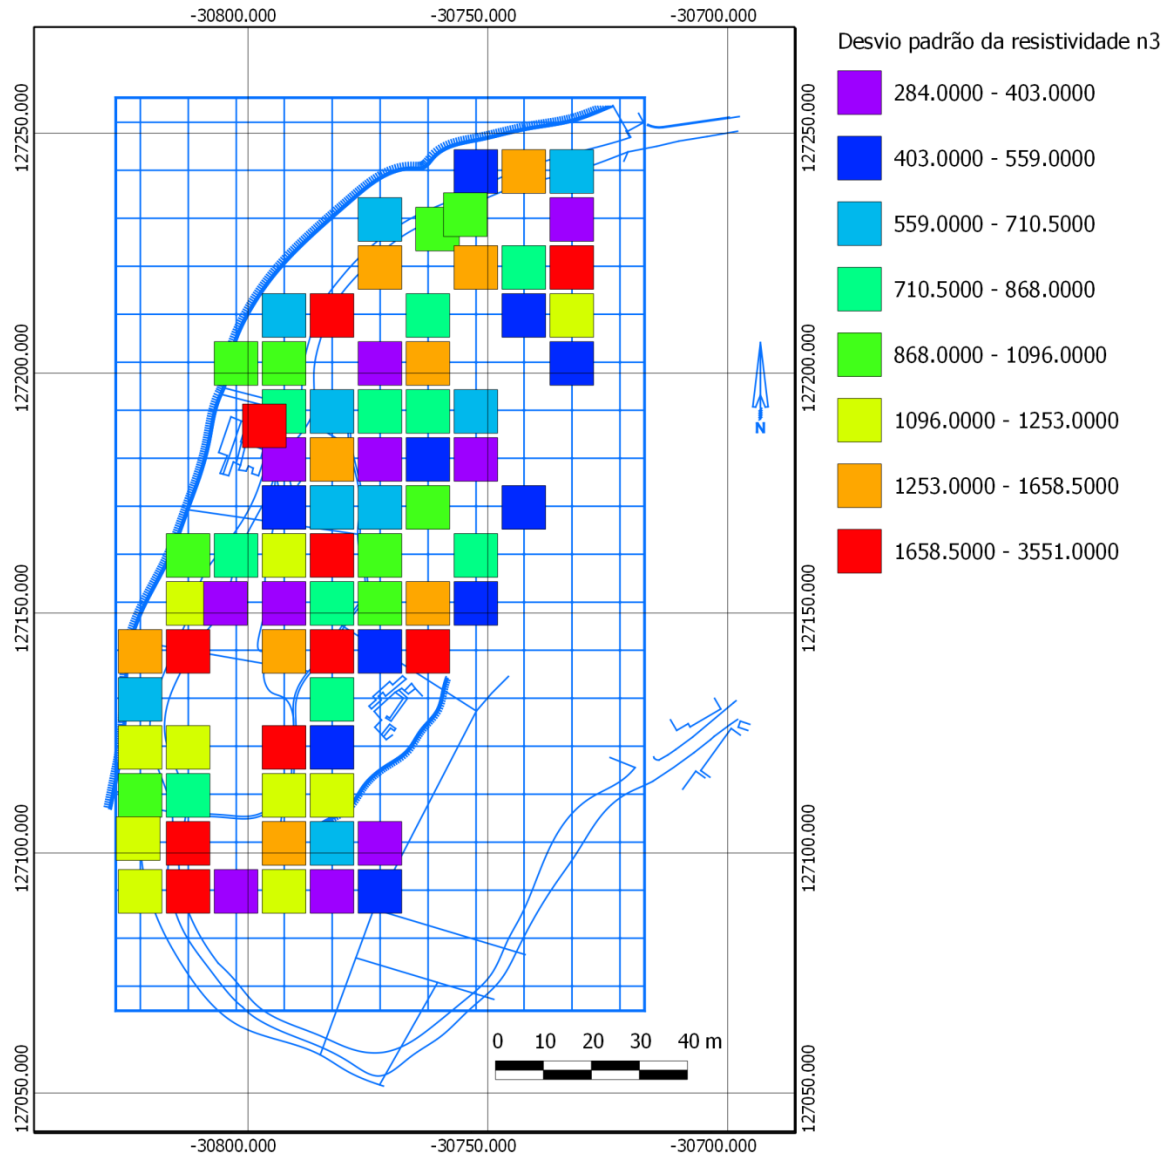 -30800.000 -30750.000 -30700.000
Desvio padrão da resistividade n3
284.0000 - 403.0000
403.0000 - 559.0000
559.0000 - 710.5000
710.5000 - 868.0000
868.0000 - 1096.0000
1096.0000 - 1253.0000
1253.0000 - 1658.5000
1658.5000 - 3551.0000
127250.000 127250.000
127200.000 127200.000
N
127150.000 127150.000
127100.000 127100.000
127050.000 127050.000
0 10 20 30 40 m
-30800.000 -30750.000 -30700.000